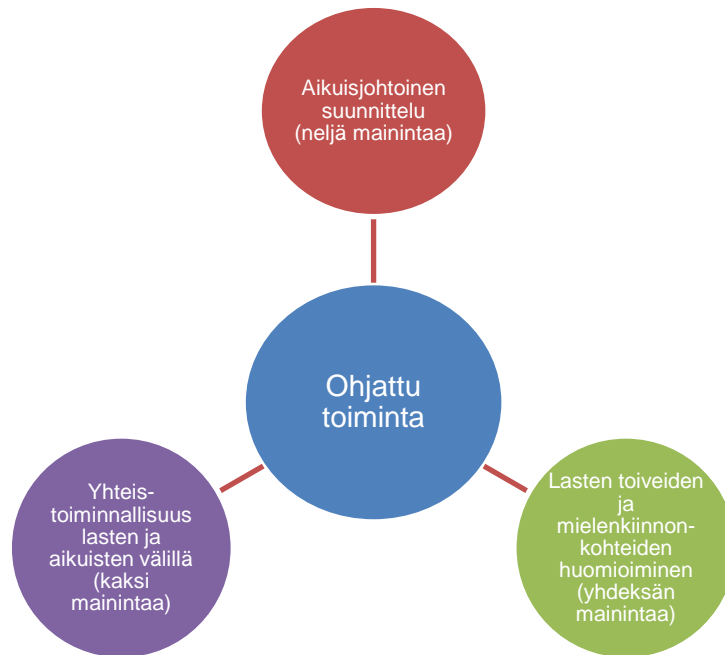 Aikuisjohtoinen
suunnittelu
(neljä mainintaa)
Ohjattu
toiminta
Yhteis-
toiminnallisuus
lasten ja
aikuisten välillä
(kaksi
mainintaa)
Lasten toiveiden
ja
mielenkiinnon-
kohteiden
huomioiminen
(yhdeksän
mainintaa)